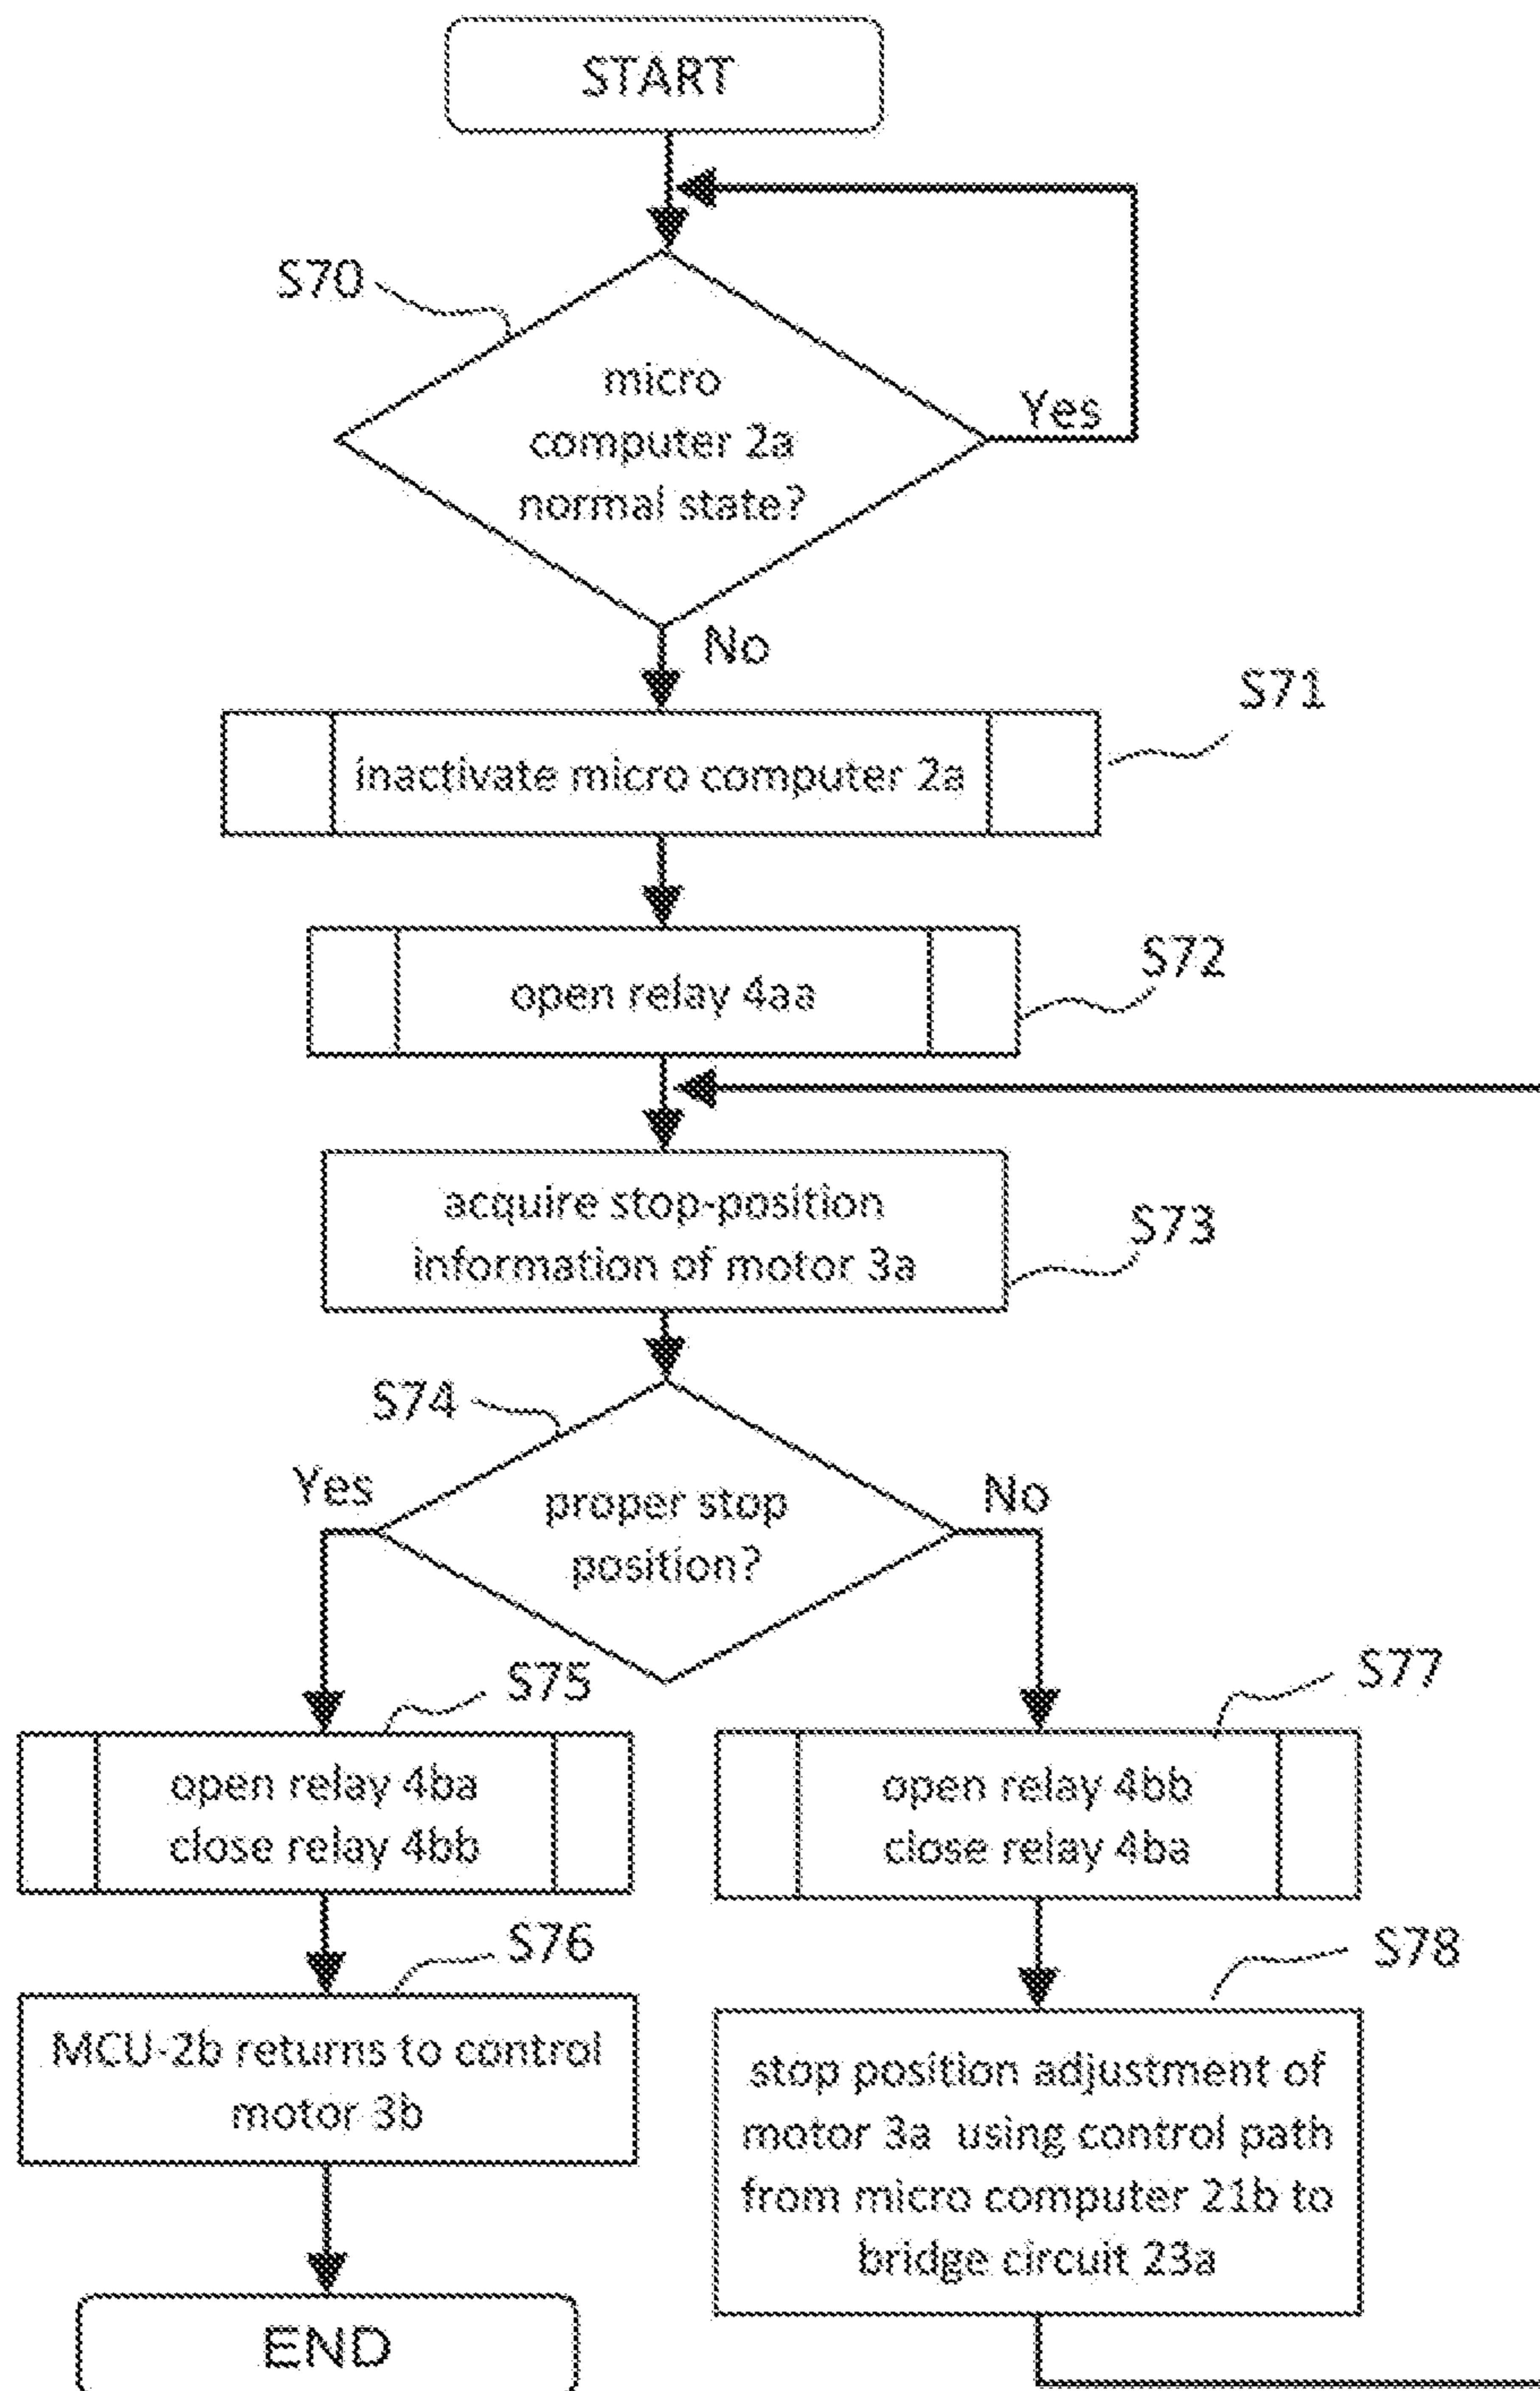 START
S70
micro
computer 2a
normal state?
Yes
No
S71
inactivate micro computer 2a
S72
open relay 4aa
acquire stop-position
information of motor 3a
S73
S74
Yes
proper stop
position?
No
S75
open relay 4ba
close relay 4bb
S77
open relay 4bb
close relay 4ba
S76
MCU-2b returns to control
motor 3b
S78
stop position adjustment of
motor 3a using control path
from micro computer 21b to
bridge circuit 23a
END